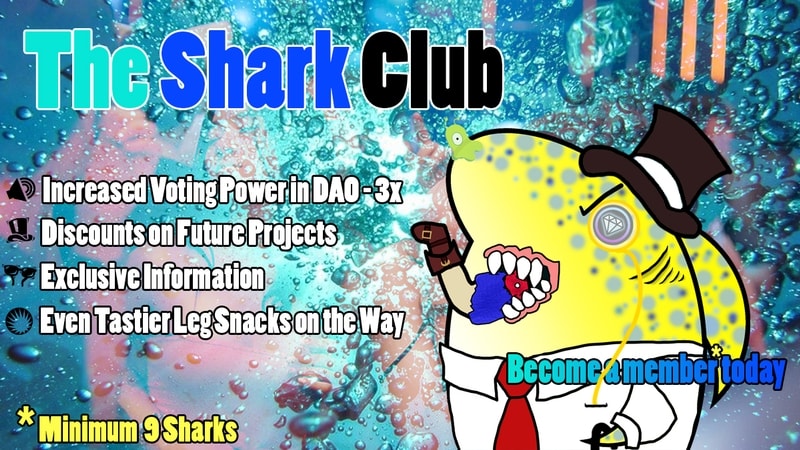 The Shark Club
Increased Voting Power in DAO - 3x
Discounts on Future Projects
Exclusive Information
Even Tastier Leg Snacks on the Way
Become a member* today
* Minimum 9 Sharks